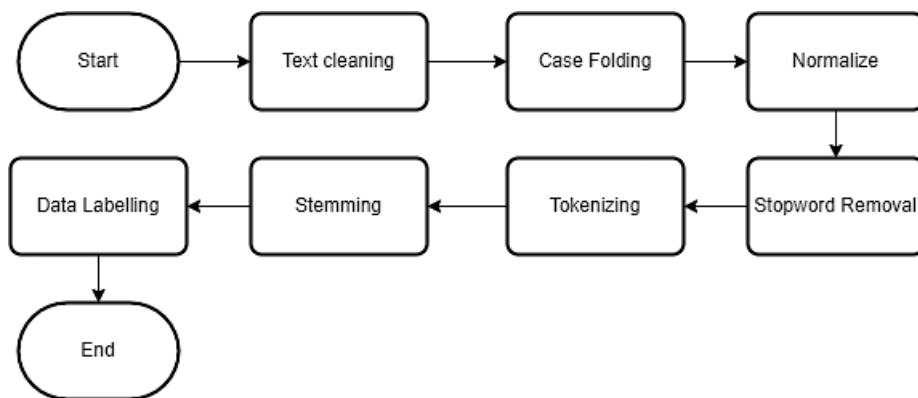 Start
Text cleaning
Case Folding
Normalize
Stopword Removal
Tokenizing
Stemming
Data Labelling
End